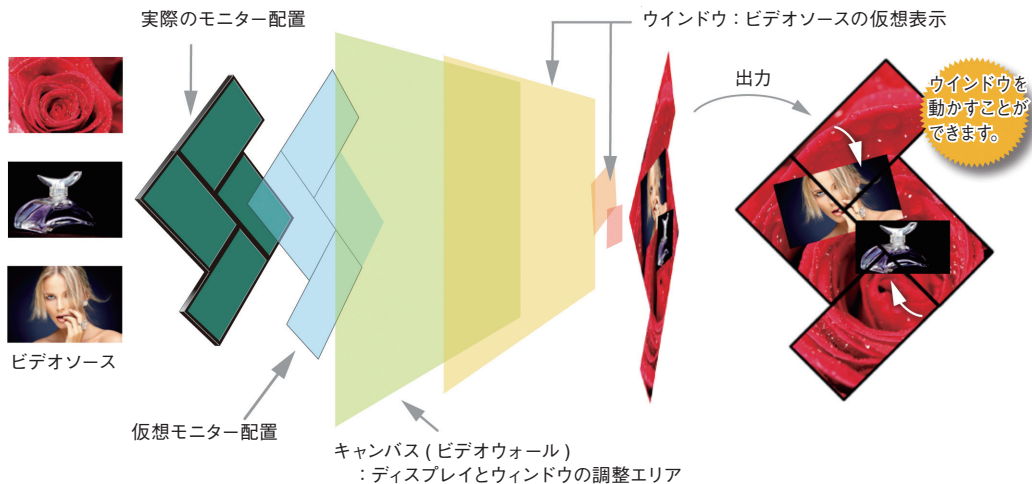 実際のモニター配置
ウインドウ：ビデオソースの仮想表示
出力
ウインドウを
動かすことが
できます。
ビデオソース
仮想モニター配置
キャンバス ( ビデオウォール )
：ディスプレイとウィンドウの調整エリア